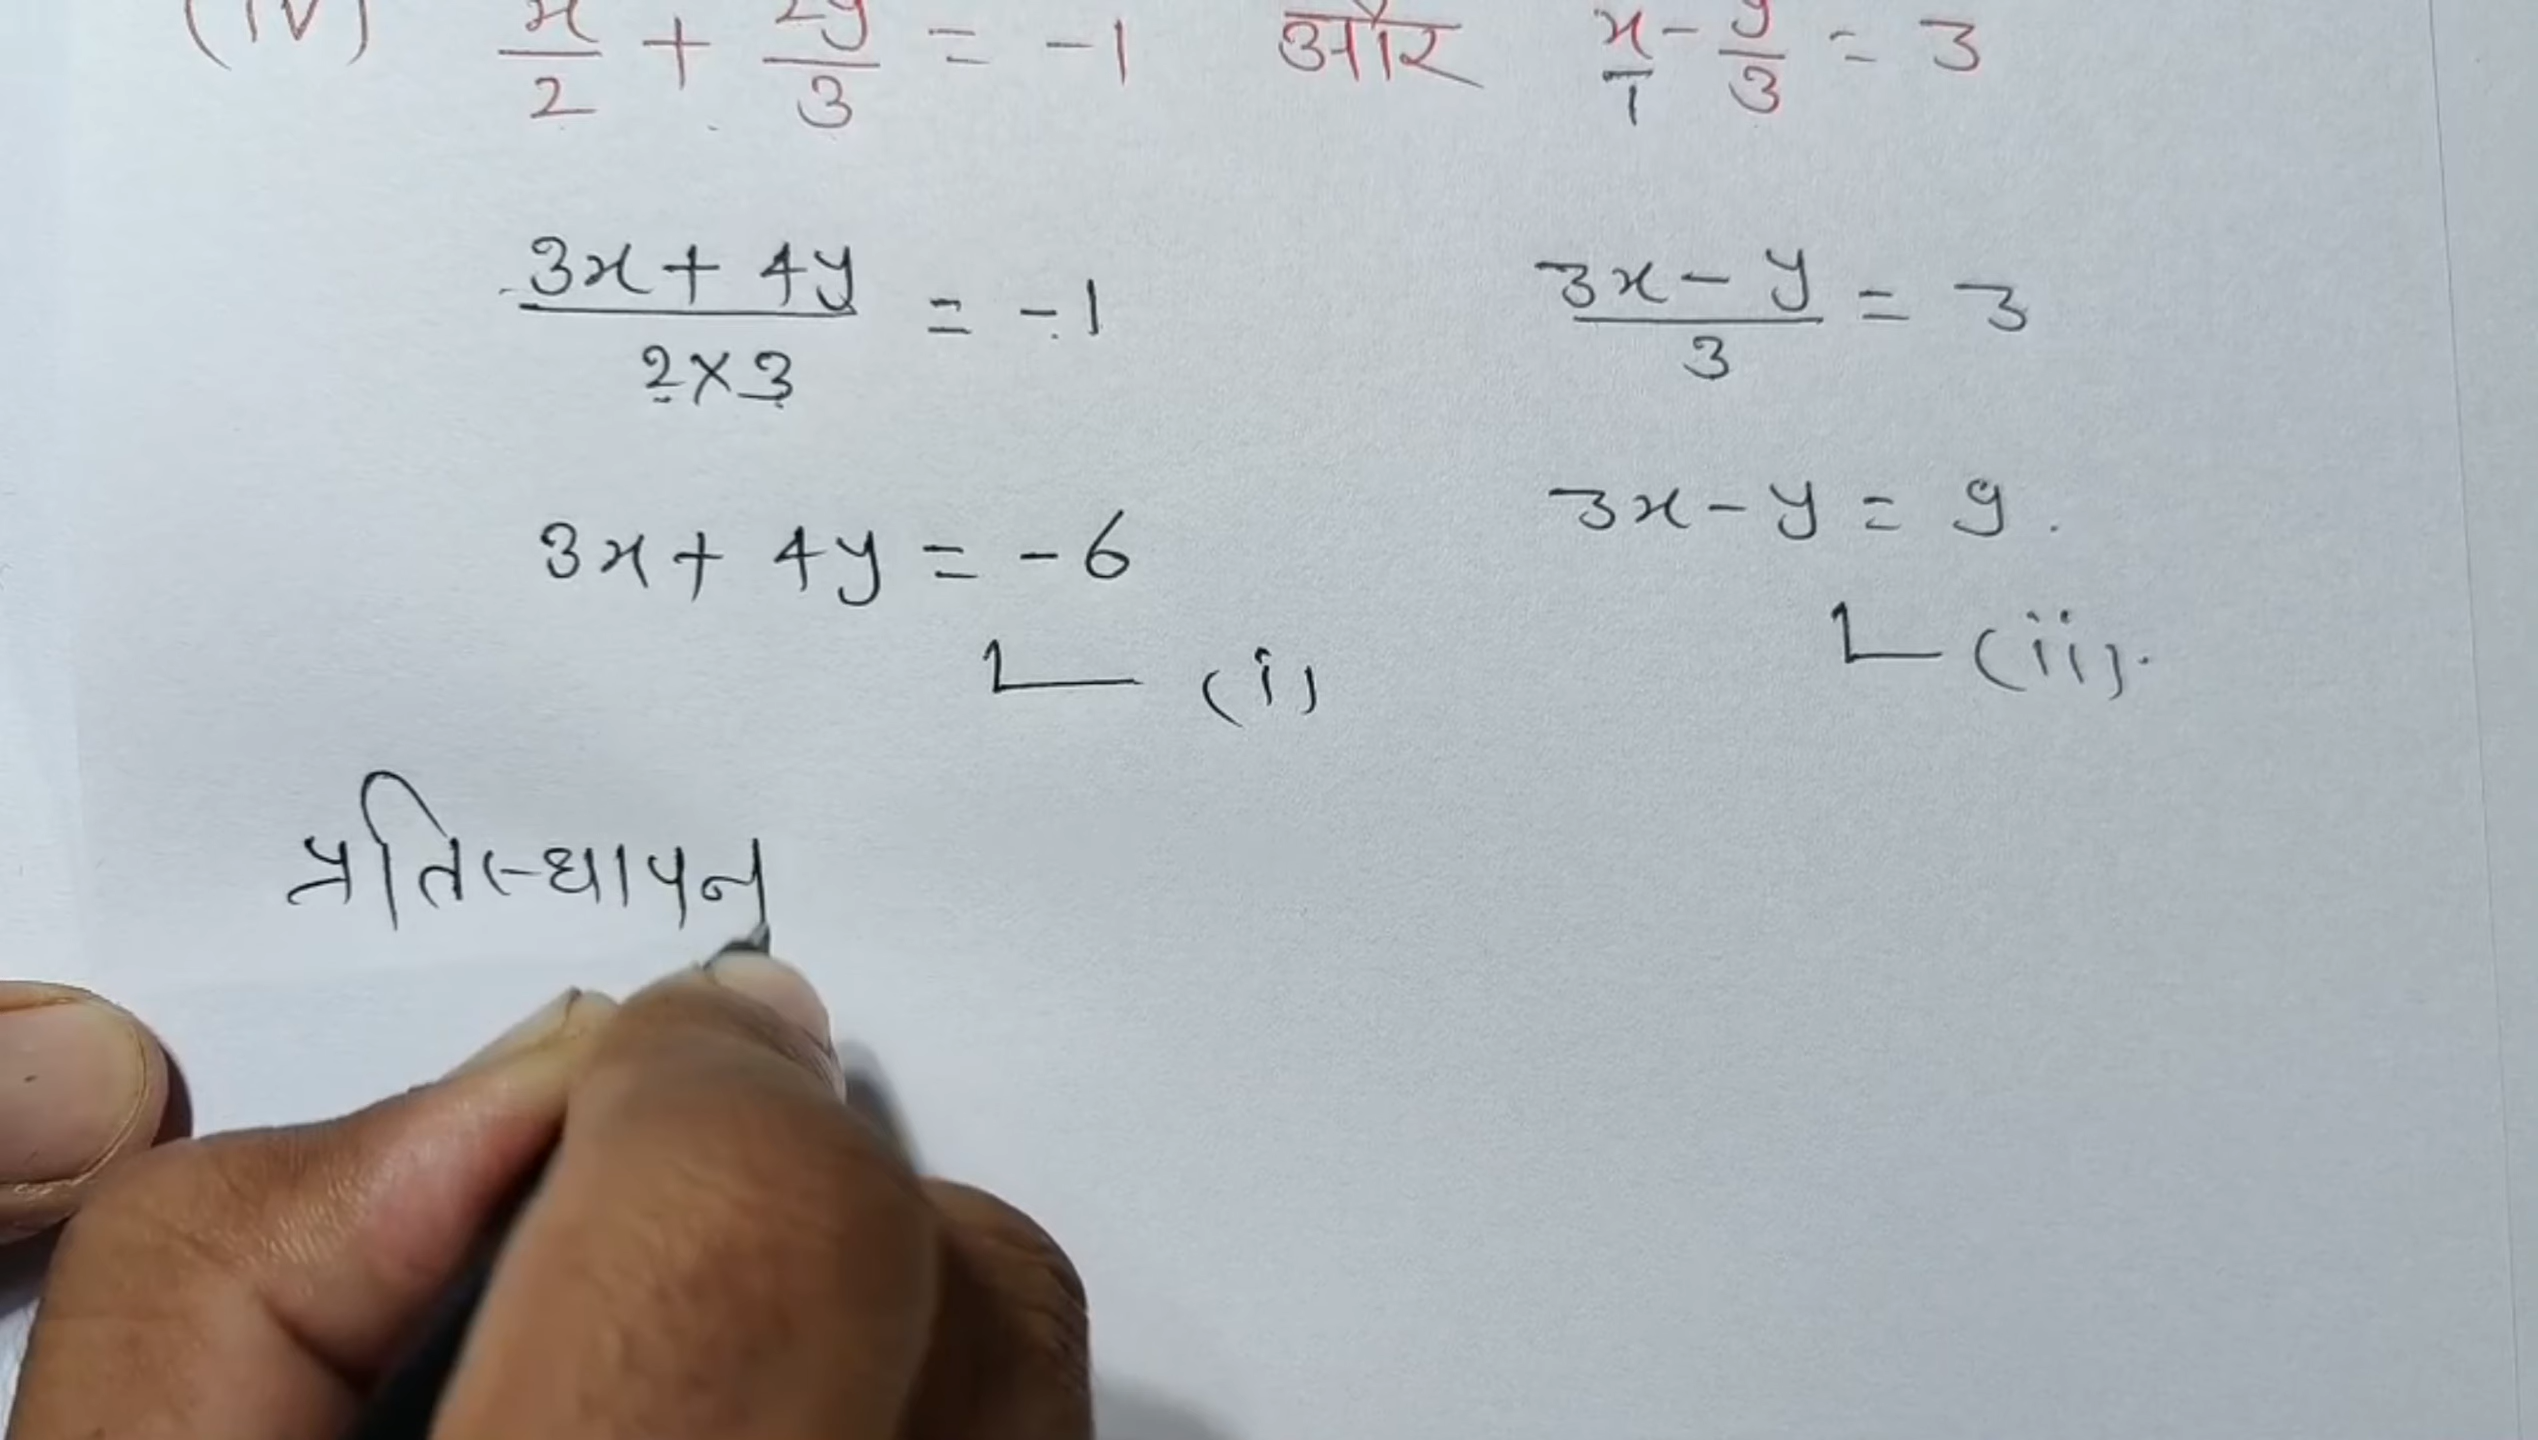 (iv) x/2 + 2y/3 = -1 और x/1 - y/3 = 3
3x + 4y / 2×3 = -1
3x - y / 3 = 3
3x + 4y = -6
3x - y = 9.
(i)
(ii).
प्रतिस्थापन